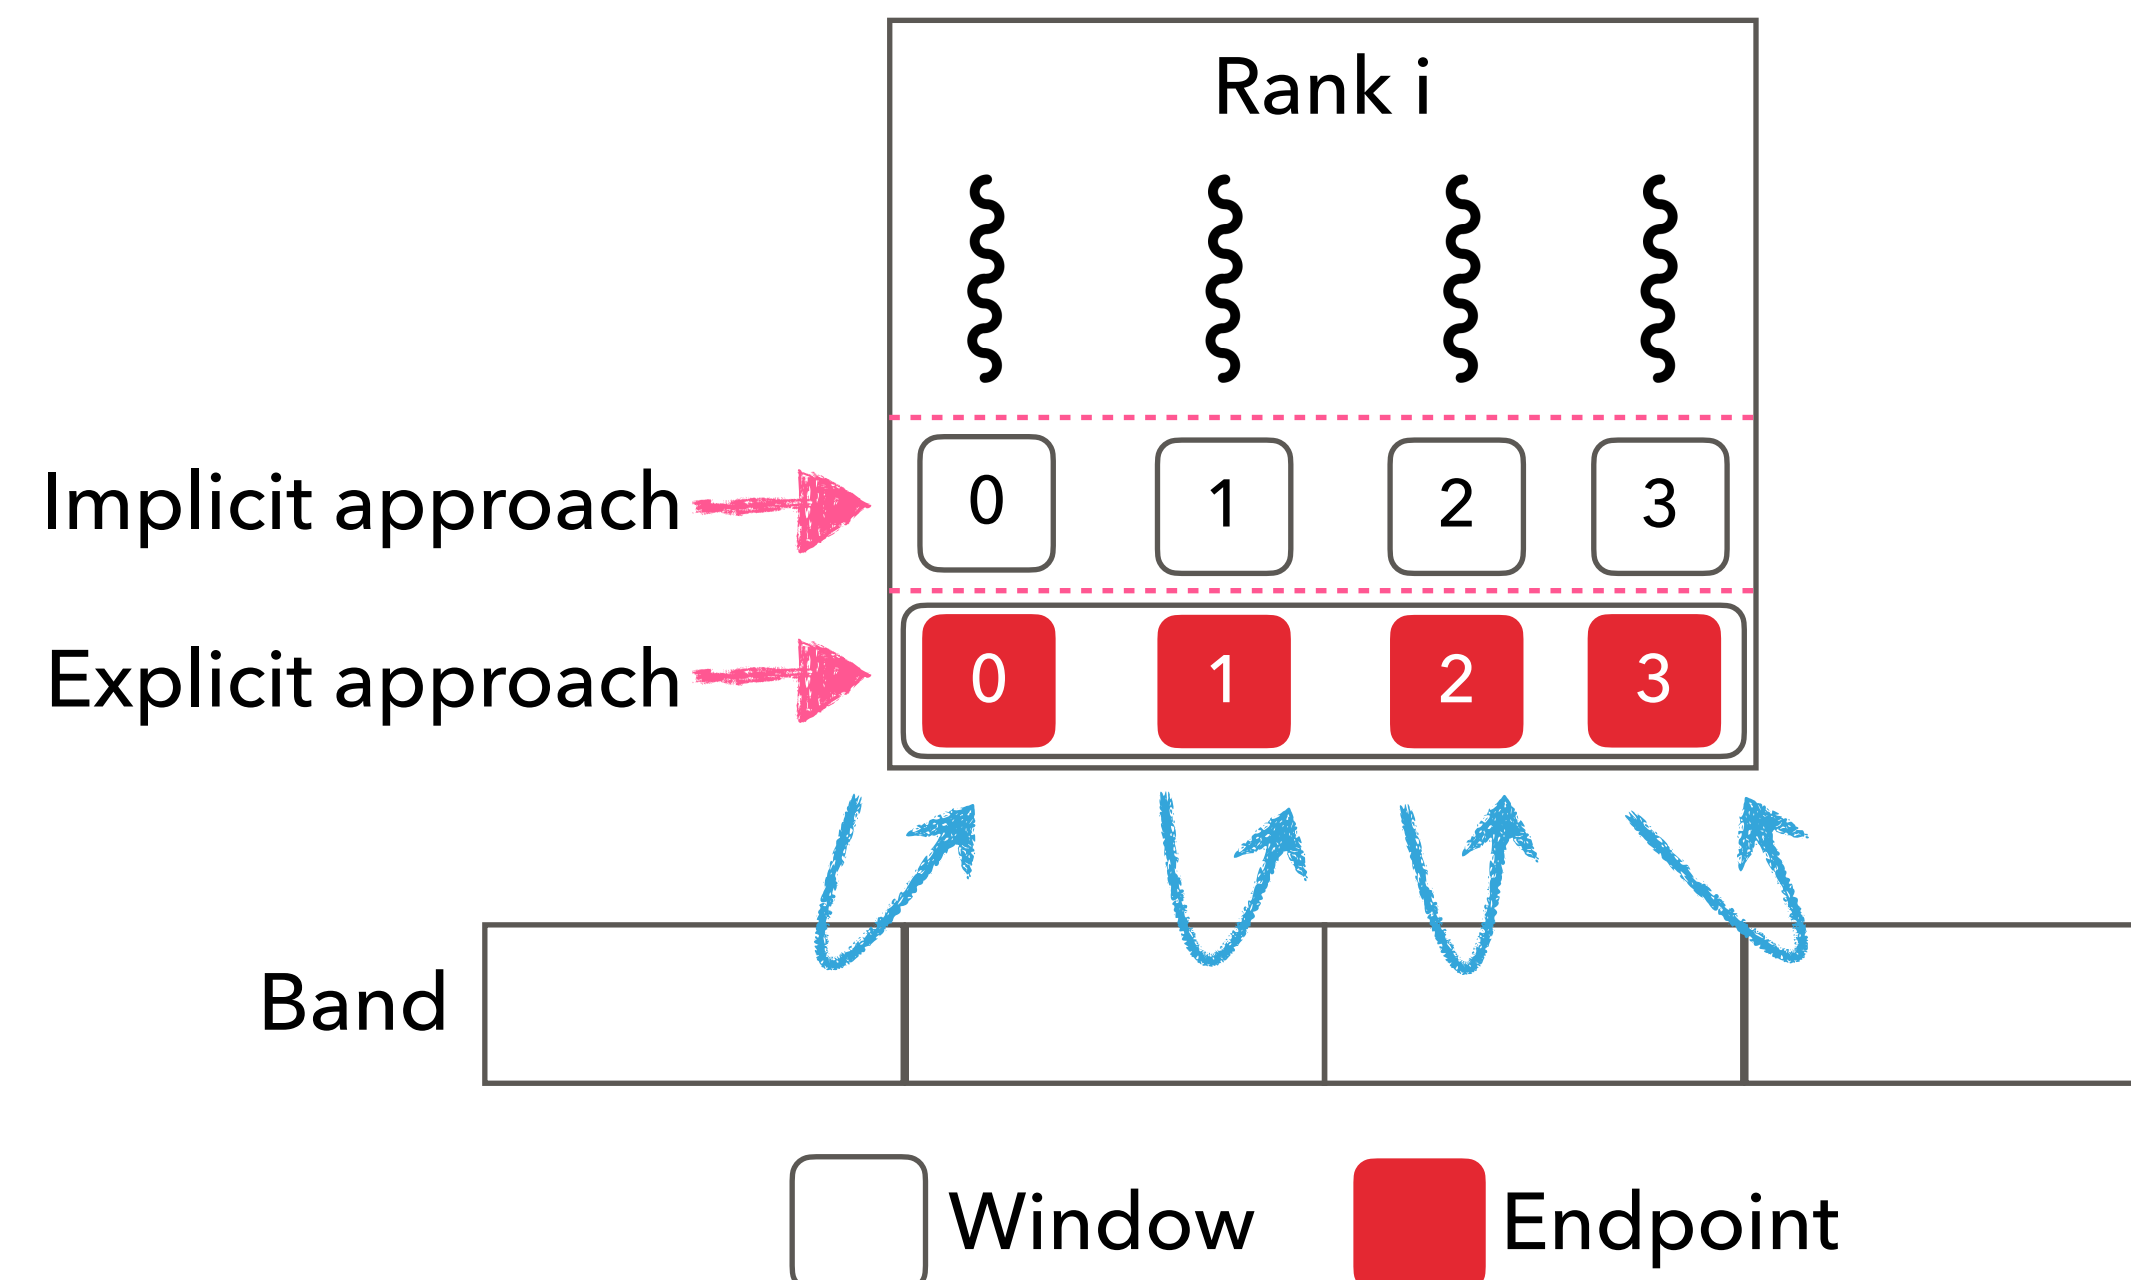 Rank i
Implicit approach 0 1 2 3
Explicit approach 0 1 2 3
Band
Window Endpoint